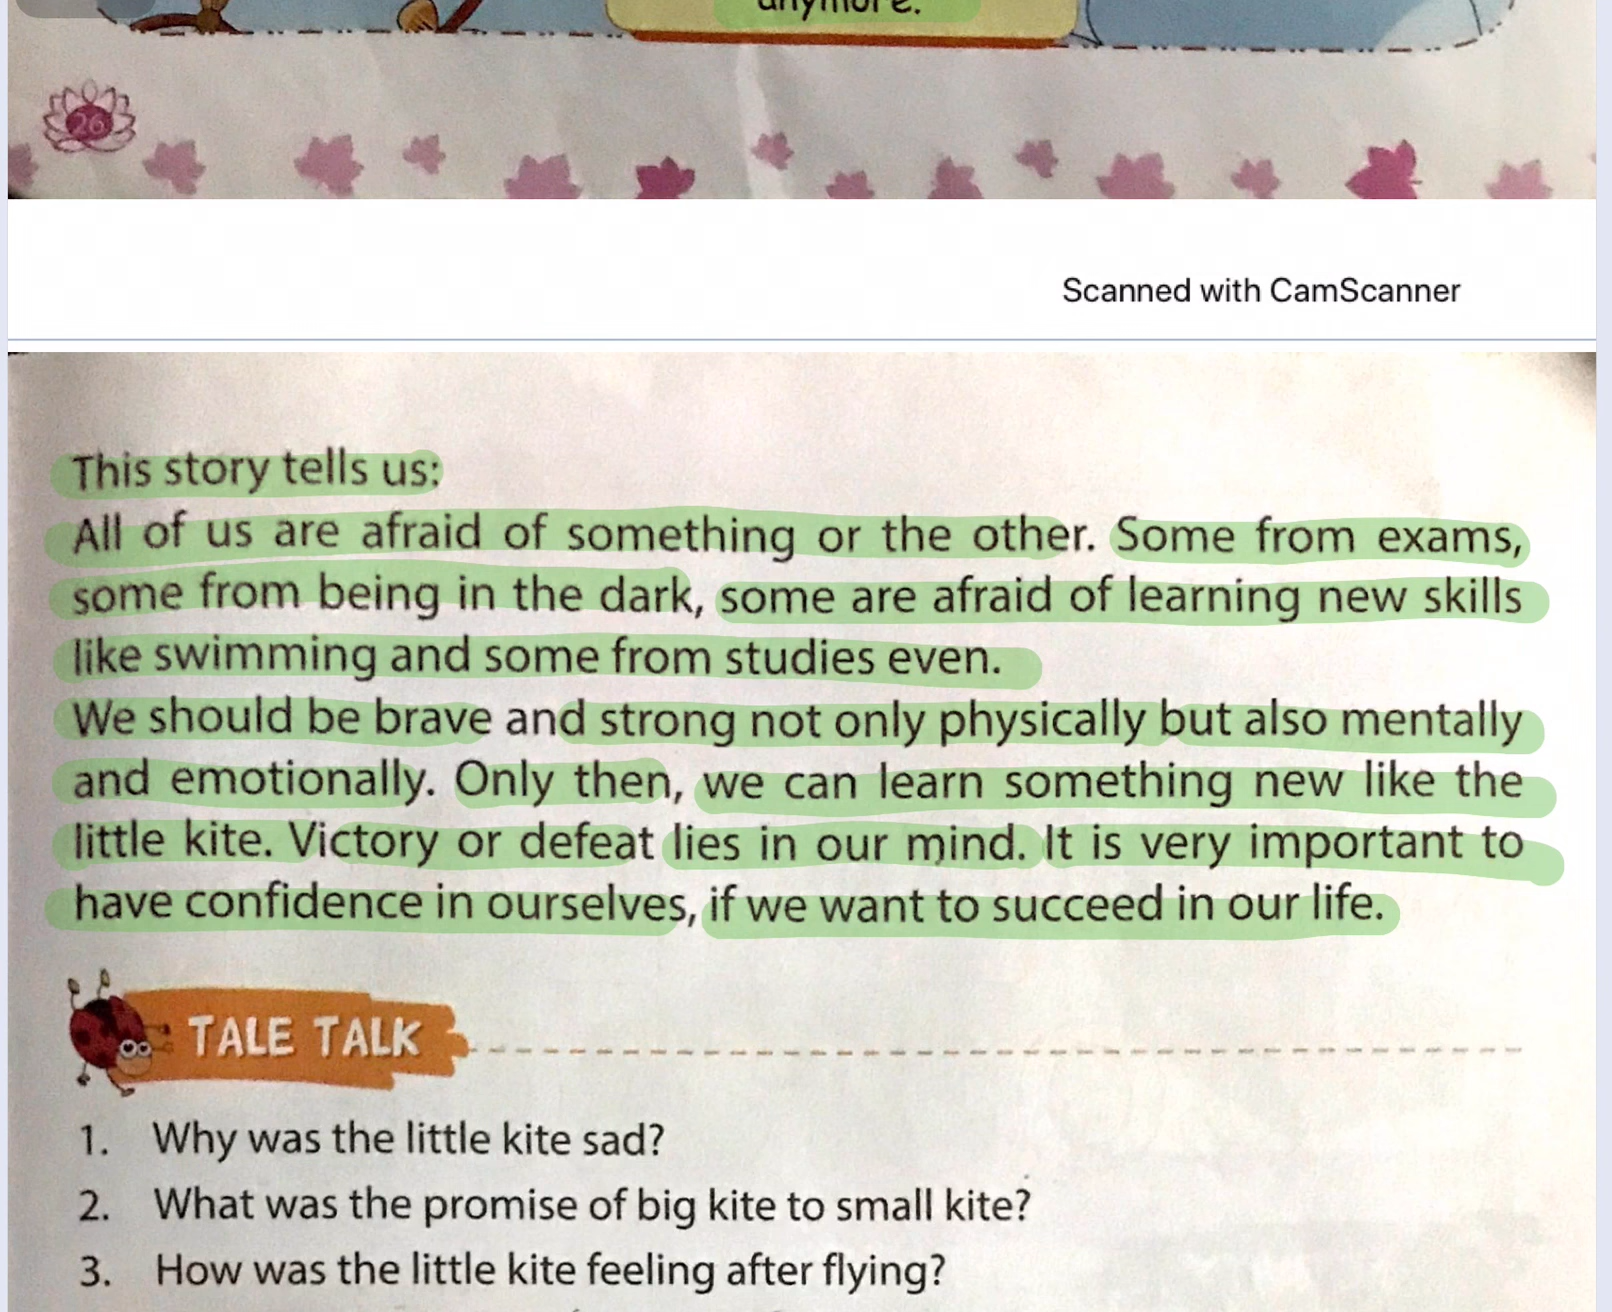 anymore.
26
Scanned with CamScanner
This story tells us:
All of us are afraid of something or the other. Some from exams,
some from being in the dark, some are afraid of learning new skills
like swimming and some from studies even.
We should be brave and strong not only physically but also mentally
and emotionally. Only then, we can learn something new like the
little kite. Victory or defeat lies in our mind. It is very important to
have confidence in ourselves, if we want to succeed in our life.
TALE TALK
1. Why was the little kite sad?
2. What was the promise of big kite to small kite?
3. How was the little kite feeling after flying?